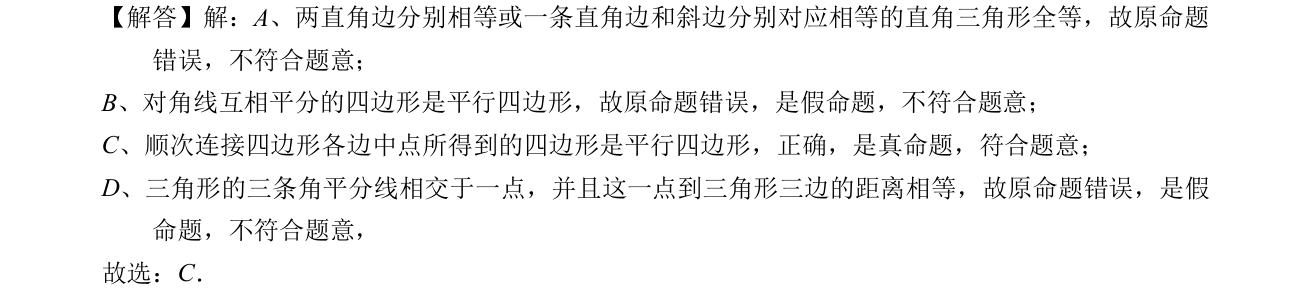 【解答】解：A、两直角边分别相等或一条直角边和斜边分别对应相等的直角三角形全等，故原命题
错误，不符合题意；
B、对角线互相平分的四边形是平行四边形，故原命题错误，是假命题，不符合题意；
C、顺次连接四边形各边中点所得到的四边形是平行四边形，正确，是真命题，符合题意；
D、三角形的三条角平分线相交于一点，并且这一点到三角形三边的距离相等，故原命题错误，是假
命题，不符合题意，
故选：C．